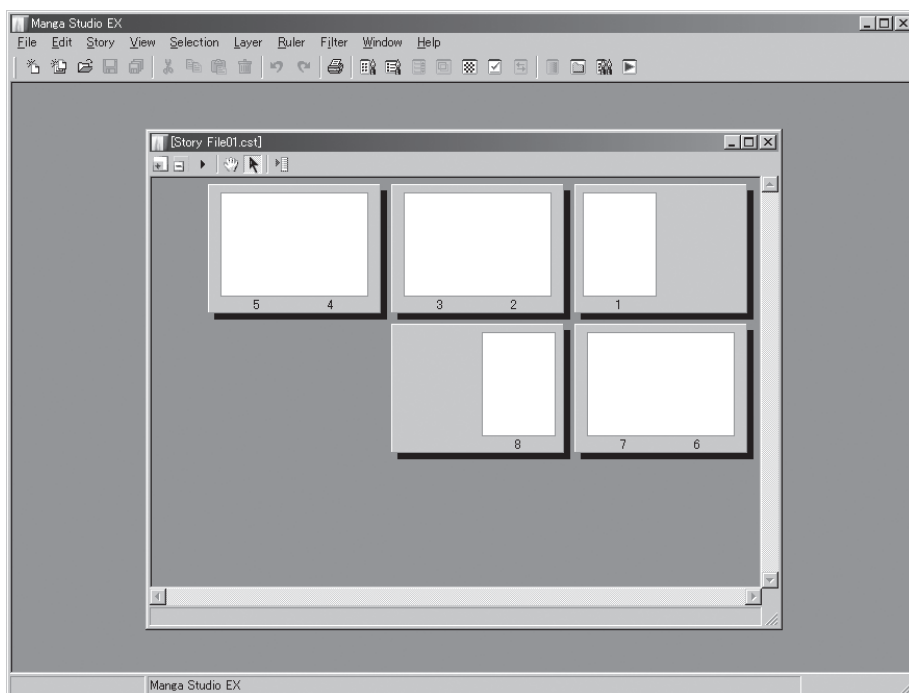 Manga Studio EX
File Edit Story View Selection Layer Ruler Filter Window Help
[Story File01.cst]
5 4 3 2 1
8 7 6
Manga Studio EX